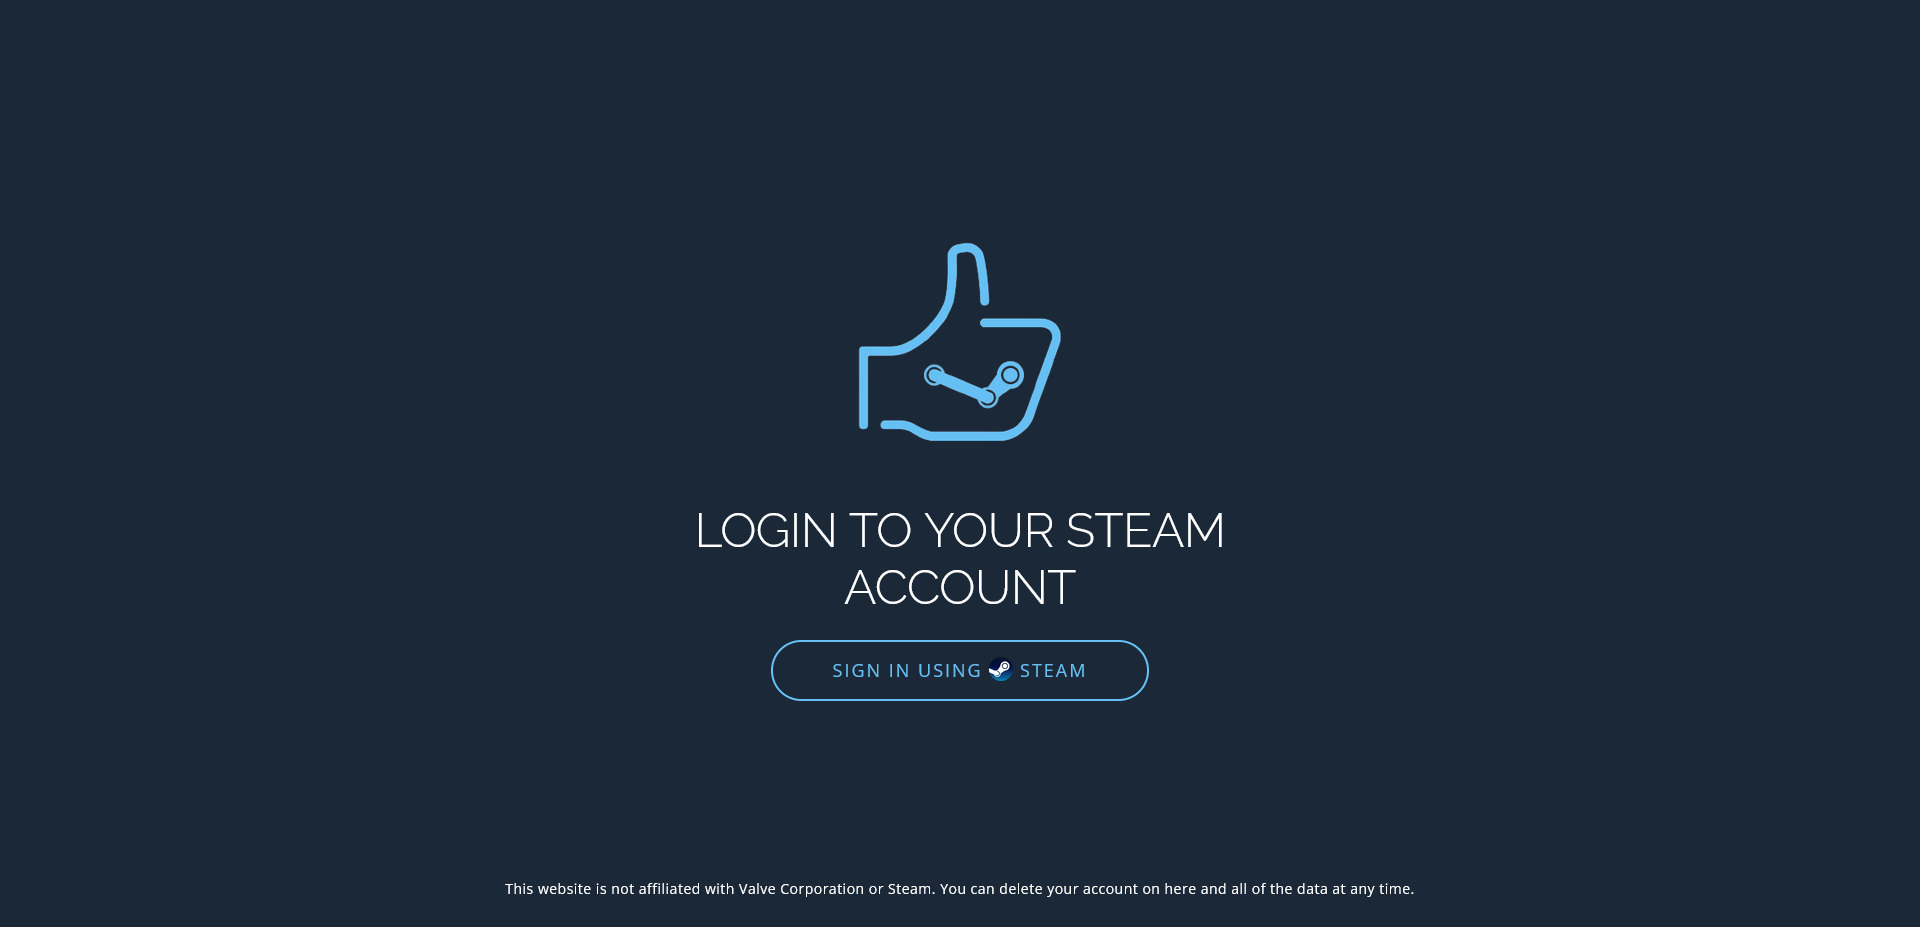 LOGIN TO YOUR STEAM
ACCOUNT
SIGN IN USING STEAM
This website is not affiliated with Valve Corporation or Steam. You can delete your account on here and all of the data at any time.